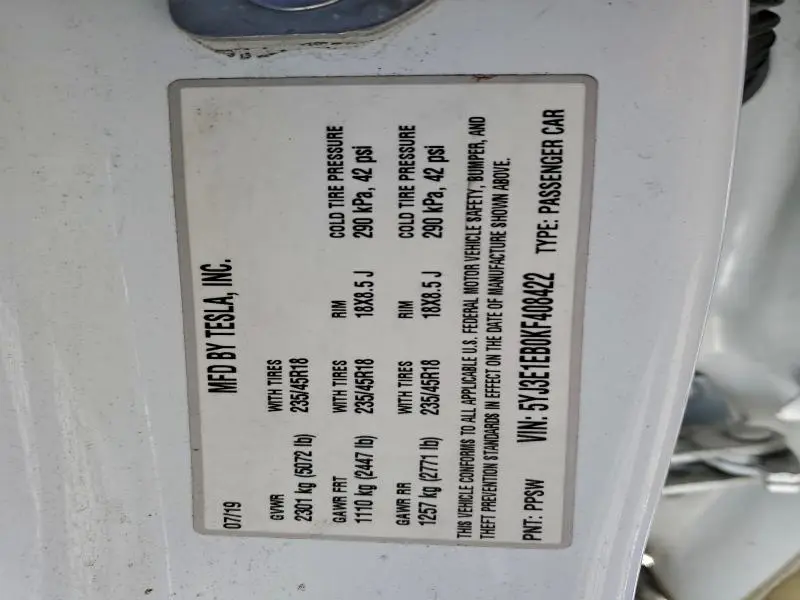 MFD BY TESLA, INC.
07/19
GVWR WITH TIRES
2301 kg (5072 lb) 235/45R18
GAWR FRT WITH TIRES RIM COLD TIRE PRESSURE
1110 kg (2447 lb) 235/45R18 18X8.5 J 290 kPa, 42 psi
GAWR RR WITH TIRES RIM COLD TIRE PRESSURE
1257 kg (2771 lb) 235/45R18 18X8.5 J 290 kPa, 42 psi
THIS VEHICLE CONFORMS TO ALL APPLICABLE U.S. FEDERAL MOTOR VEHICLE SAFETY, BUMPER, AND
THEFT PREVENTION STANDARDS IN EFFECT ON THE DATE OF MANUFACTURE SHOWN ABOVE.
PNT: PPSW VIN: 5YJ3E1EB0KF408422 TYPE: PASSENGER CAR